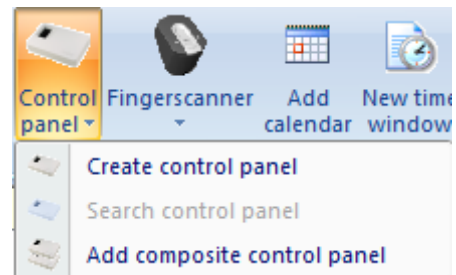 Control Fingerscanner Add New time
panel calendar window
Create control panel
Search control panel
Add composite control panel